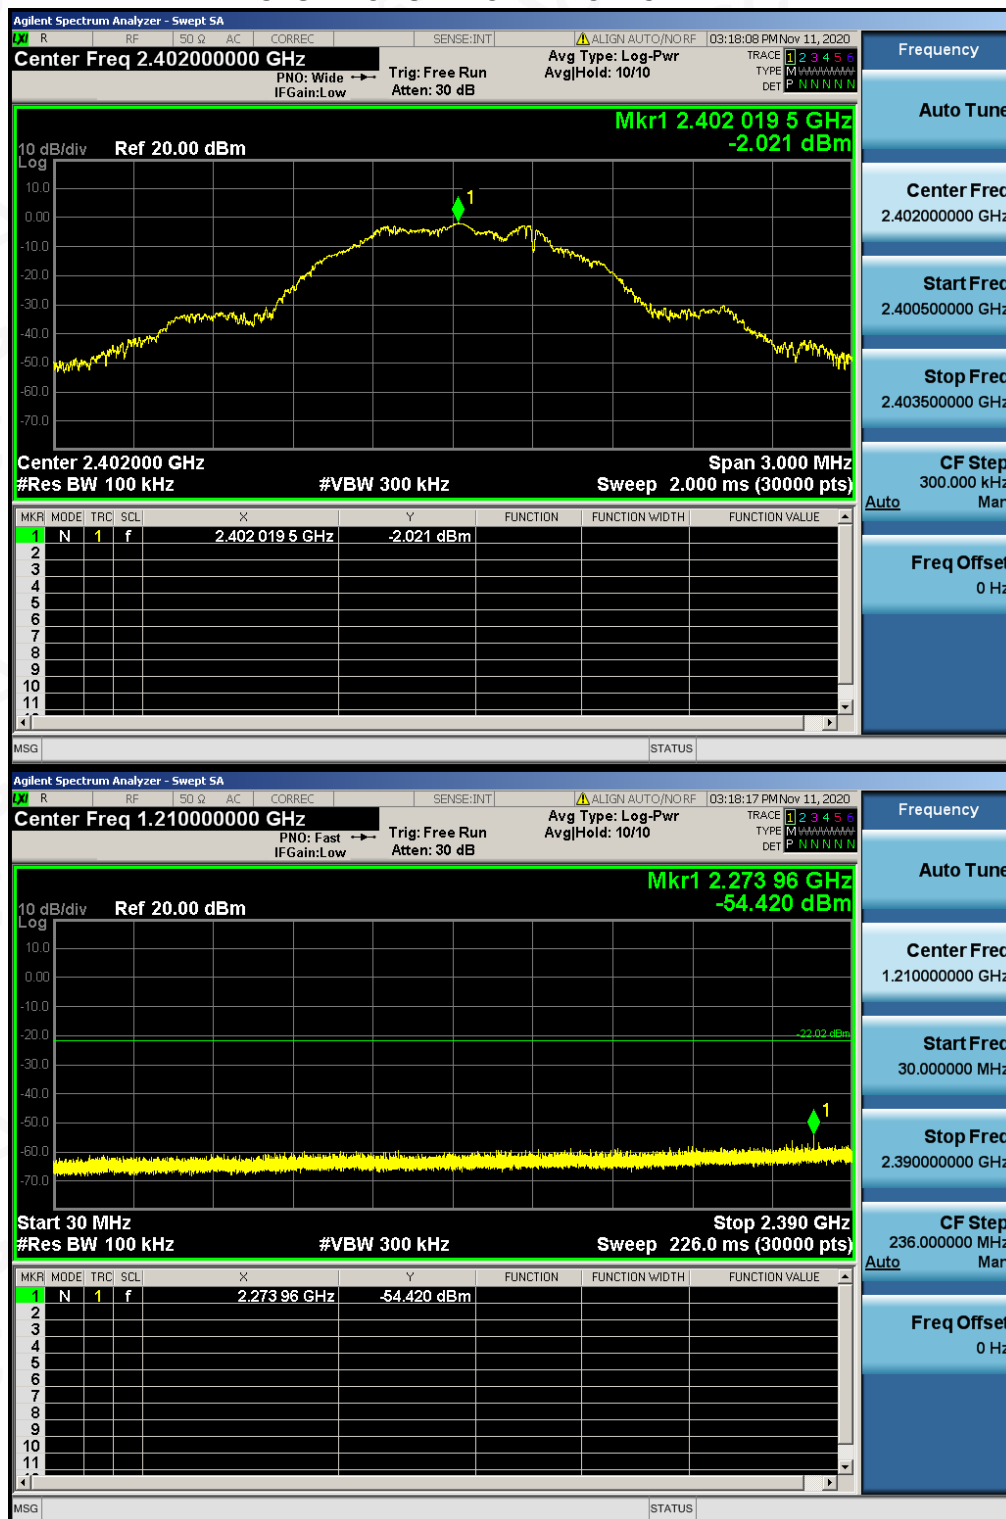 Agilent Spectrum Analyzer - Swept SA
LXI R RF 50 Ω AC CORREC SENSE:INT ALIGN AUTO/NO RF 03:18:08 PM Nov 11, 2020
Center Freq 2.402000000 GHz
PNO: Wide
IFGain:Low
Trig: Free Run
Atten: 30 dB
Avg Type: Log-Pwr
Avg|Hold: 10/10
TRACE 1 2 3 4 5 6
TYPE M
DET P N N N N N
Frequency
Auto Tune
Mkr1 2.402 019 5 GHz
-2.021 dBm
10 dB/div Ref 20.00 dBm
Log
10.0
0.00
-10.0
-20.0
-30.0
-40.0
-50.0
-60.0
-70.0
1
Center Freq
2.402000000 GHz
Start Freq
2.400500000 GHz
Stop Freq
2.403500000 GHz
CF Step
300.000 kHz
Auto Man
Freq Offset
0 Hz
Center 2.402000 GHz Span 3.000 MHz
#Res BW 100 kHz #VBW 300 kHz Sweep 2.000 ms (30000 pts)
MKR MODE TRC SCL X Y FUNCTION FUNCTION WIDTH FUNCTION VALUE
1 N 1 f 2.402 019 5 GHz -2.021 dBm
2
3
4
5
6
7
8
9
10
11
MSG STATUS
Agilent Spectrum Analyzer - Swept SA
LXI R RF 50 Ω AC CORREC SENSE:INT ALIGN AUTO/NO RF 03:18:17 PM Nov 11, 2020
Center Freq 1.210000000 GHz
PNO: Fast
IFGain:Low
Trig: Free Run
Atten: 30 dB
Avg Type: Log-Pwr
Avg|Hold: 10/10
TRACE 1 2 3 4 5 6
TYPE M
DET P N N N N N
Frequency
Auto Tune
Mkr1 2.273 96 GHz
-54.420 dBm
10 dB/div Ref 20.00 dBm
Log
10.0
0.00
-10.0
-20.0
-30.0
-40.0
-50.0
-60.0
-70.0
-22.02 dBm
1
Center Freq
1.210000000 GHz
Start Freq
30.000000 MHz
Stop Freq
2.390000000 GHz
CF Step
236.000000 MHz
Auto Man
Freq Offset
0 Hz
Start 30 MHz Stop 2.390 GHz
#Res BW 100 kHz #VBW 300 kHz Sweep 226.0 ms (30000 pts)
MKR MODE TRC SCL X Y FUNCTION FUNCTION WIDTH FUNCTION VALUE
1 N 1 f 2.273 96 GHz -54.420 dBm
2
3
4
5
6
7
8
9
10
11
MSG STATUS